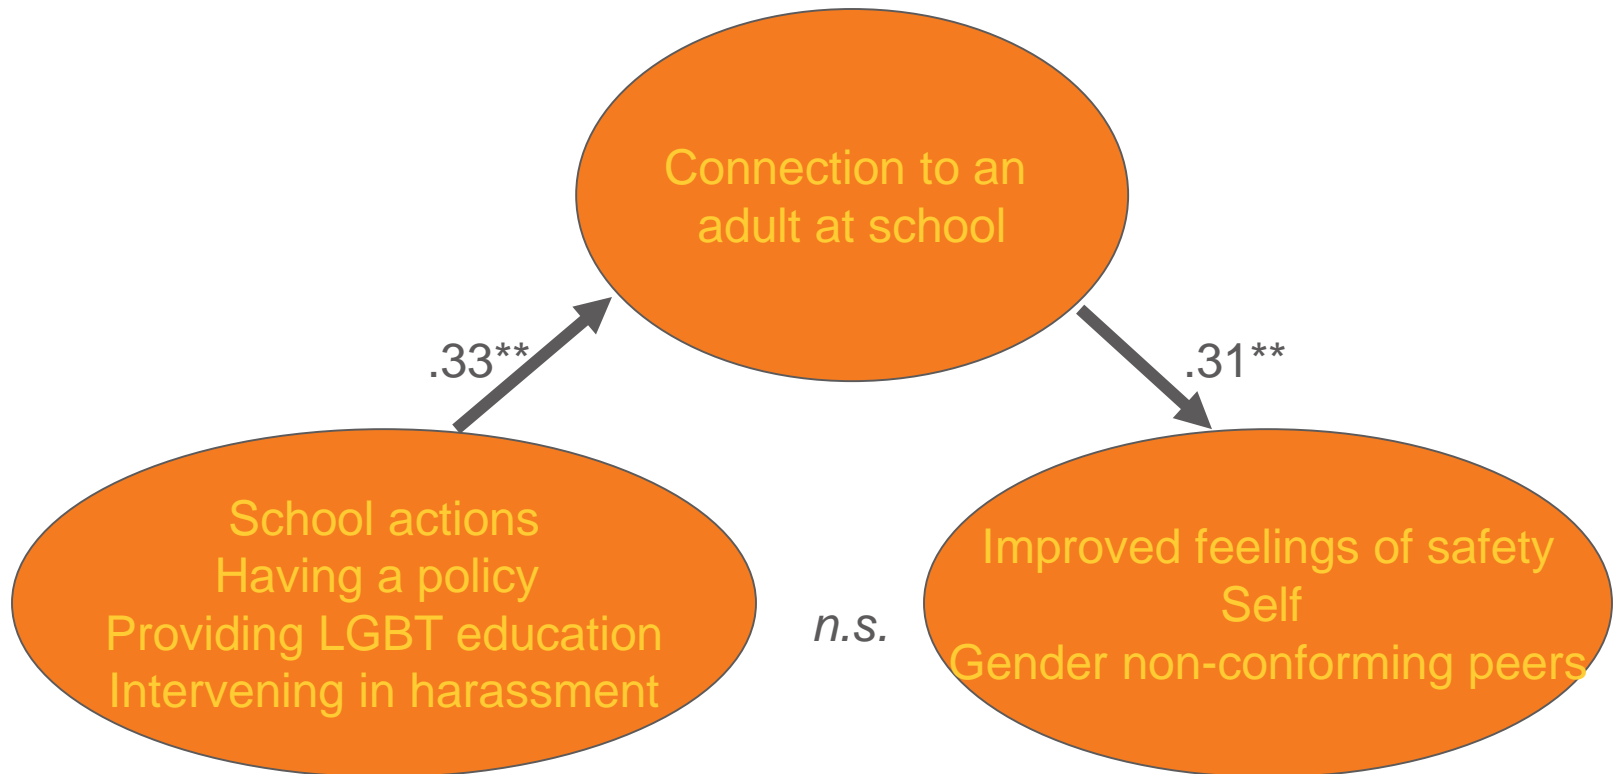 Connection to an
adult at school
.33**
.31**
School actions
Having a policy
Providing LGBT education
Intervening in harassment
n.s.
Improved feelings of safety
Self
Gender non-conforming peers